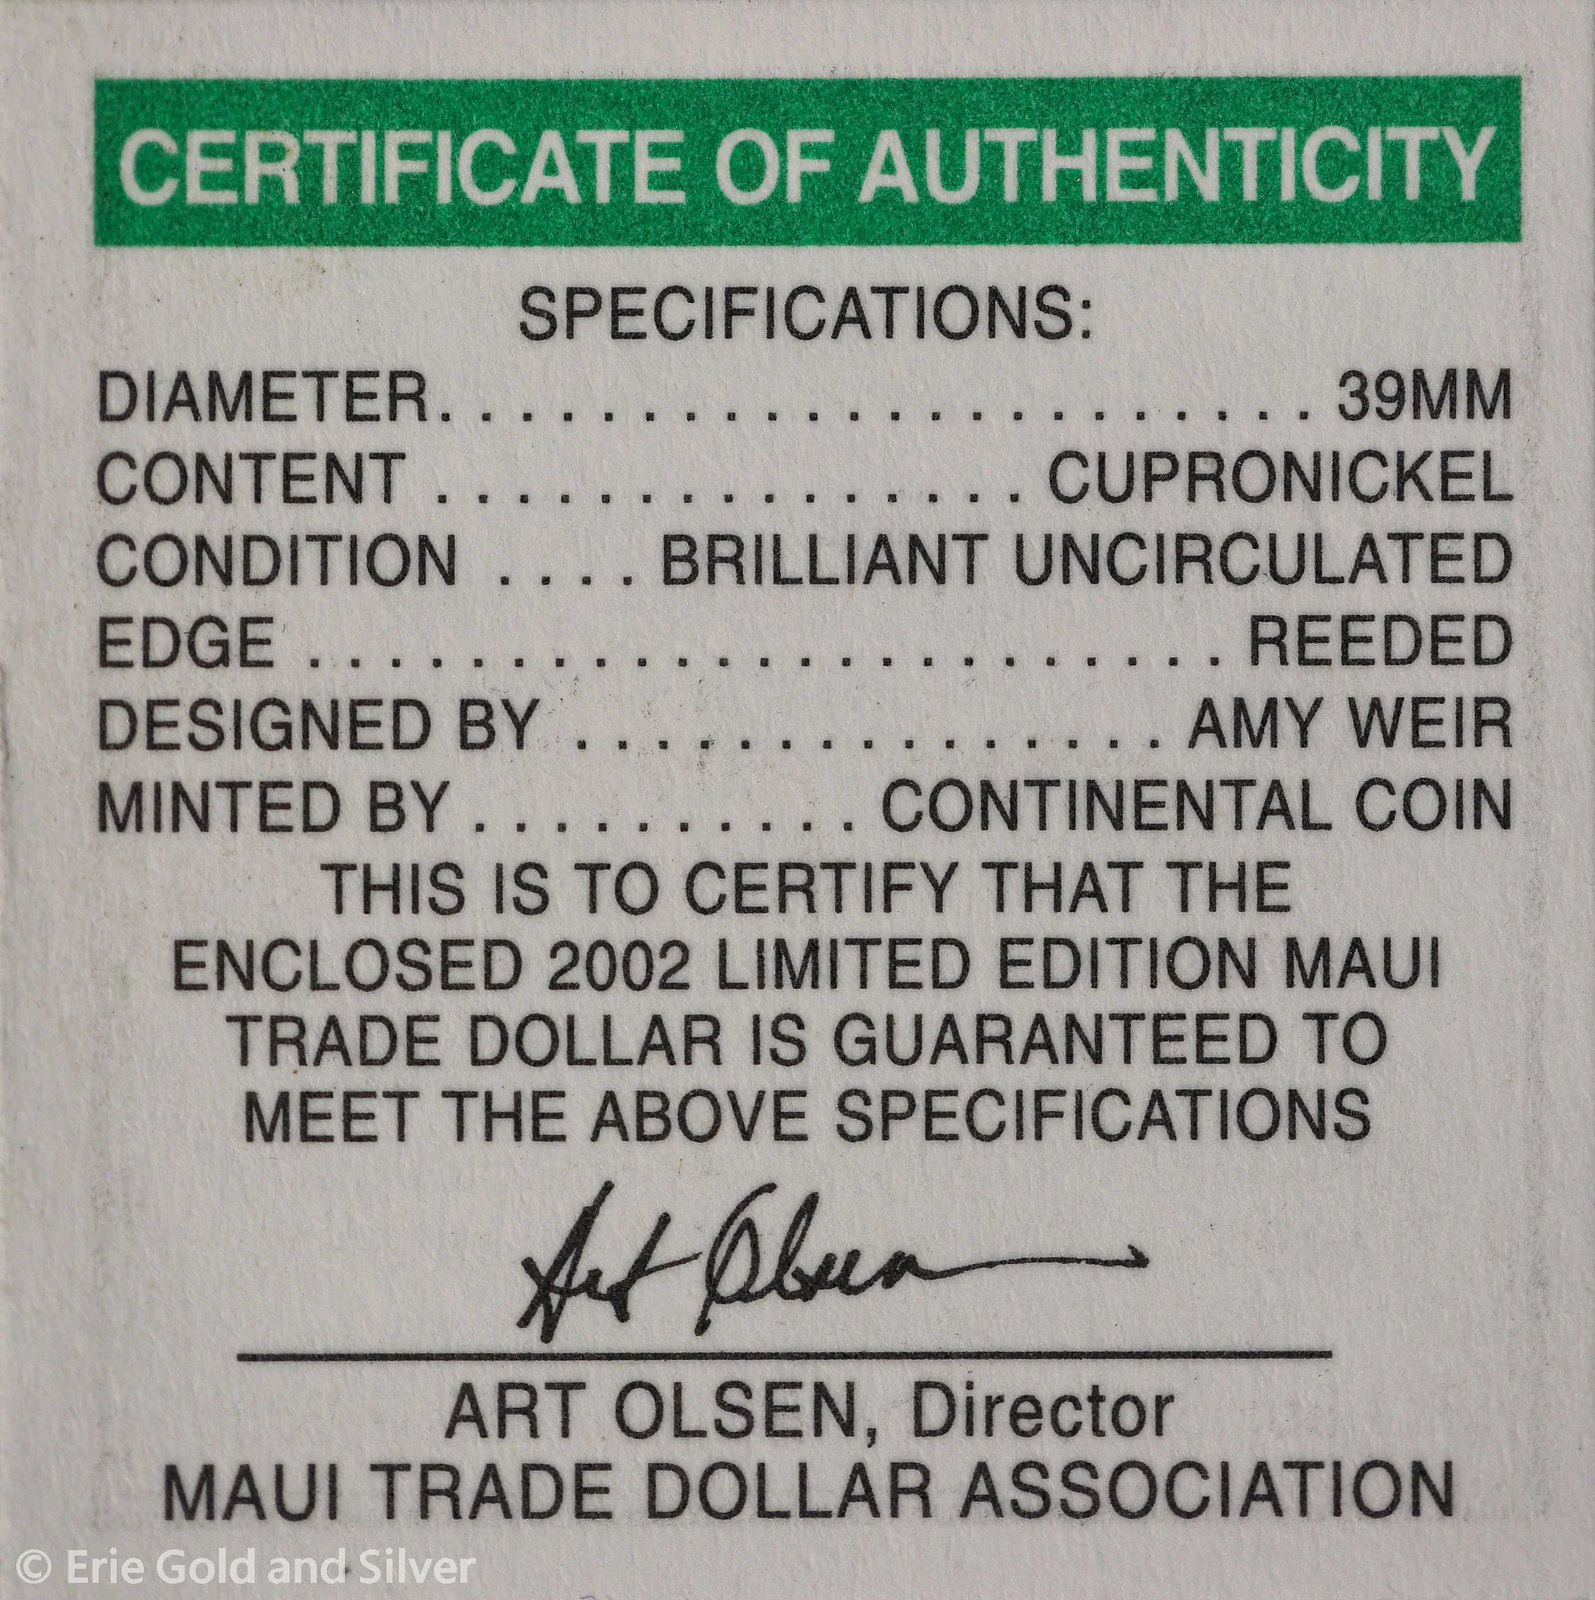 CERTIFICATE OF AUTHENTICITY
SPECIFICATIONS:
DIAMETER. . . . . . . . . . . . . . . . . . . . . . 39MM
CONTENT . . . . . . . . . . . . . . . CUPRONICKEL
CONDITION . . . . BRILLIANT UNCIRCULATED
EDGE . . . . . . . . . . . . . . . . . . . . . . . REEDED
DESIGNED BY . . . . . . . . . . . . . . . AMY WEIR
MINTED BY . . . . . . . . . . CONTINENTAL COIN
THIS IS TO CERTIFY THAT THE
ENCLOSED 2002 LIMITED EDITION MAUI
TRADE DOLLAR IS GUARANTEED TO
MEET THE ABOVE SPECIFICATIONS
Art Olsen
ART OLSEN, Director
MAUI TRADE DOLLAR ASSOCIATION
© Erie Gold and Silver